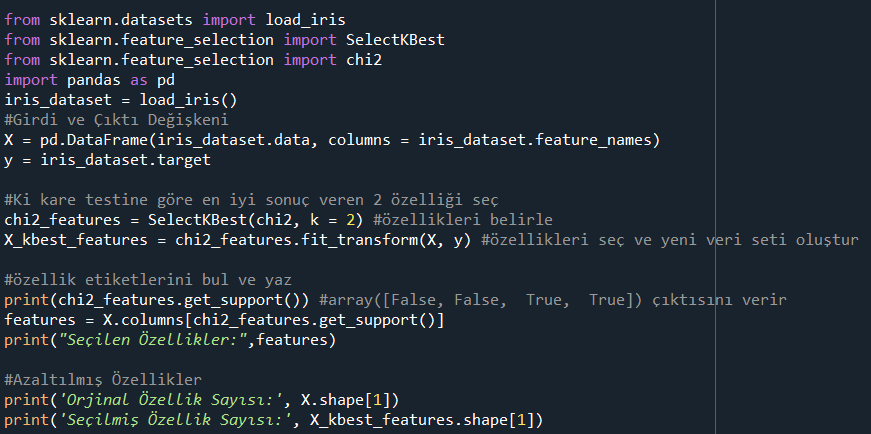 from sklearn.datasets import load_iris
from sklearn.feature_selection import SelectKBest
from sklearn.feature_selection import chi2
import pandas as pd
iris_dataset = load_iris()
#Girdi ve Çıktı Değişkeni
X = pd.DataFrame(iris_dataset.data, columns = iris_dataset.feature_names)
y = iris_dataset.target
#Ki kare testine göre en iyi sonuç veren 2 özelliği seç
chi2_features = SelectKBest(chi2, k = 2) #özellikleri belirle
X_kbest_features = chi2_features.fit_transform(X, y) #özellikleri seç ve yeni veri seti oluştur
#özellik etiketlerini bul ve yaz
print(chi2_features.get_support()) #array([False, False,  True,  True]) çıktısını verir
features = X.columns[chi2_features.get_support()]
print("Seçilen Özellikler:",features)
#Azaltılmış Özellikler
print('Orjinal Özellik Sayısı:', X.shape[1])
print('Seçilmiş Özellik Sayısı:', X_kbest_features.shape[1])